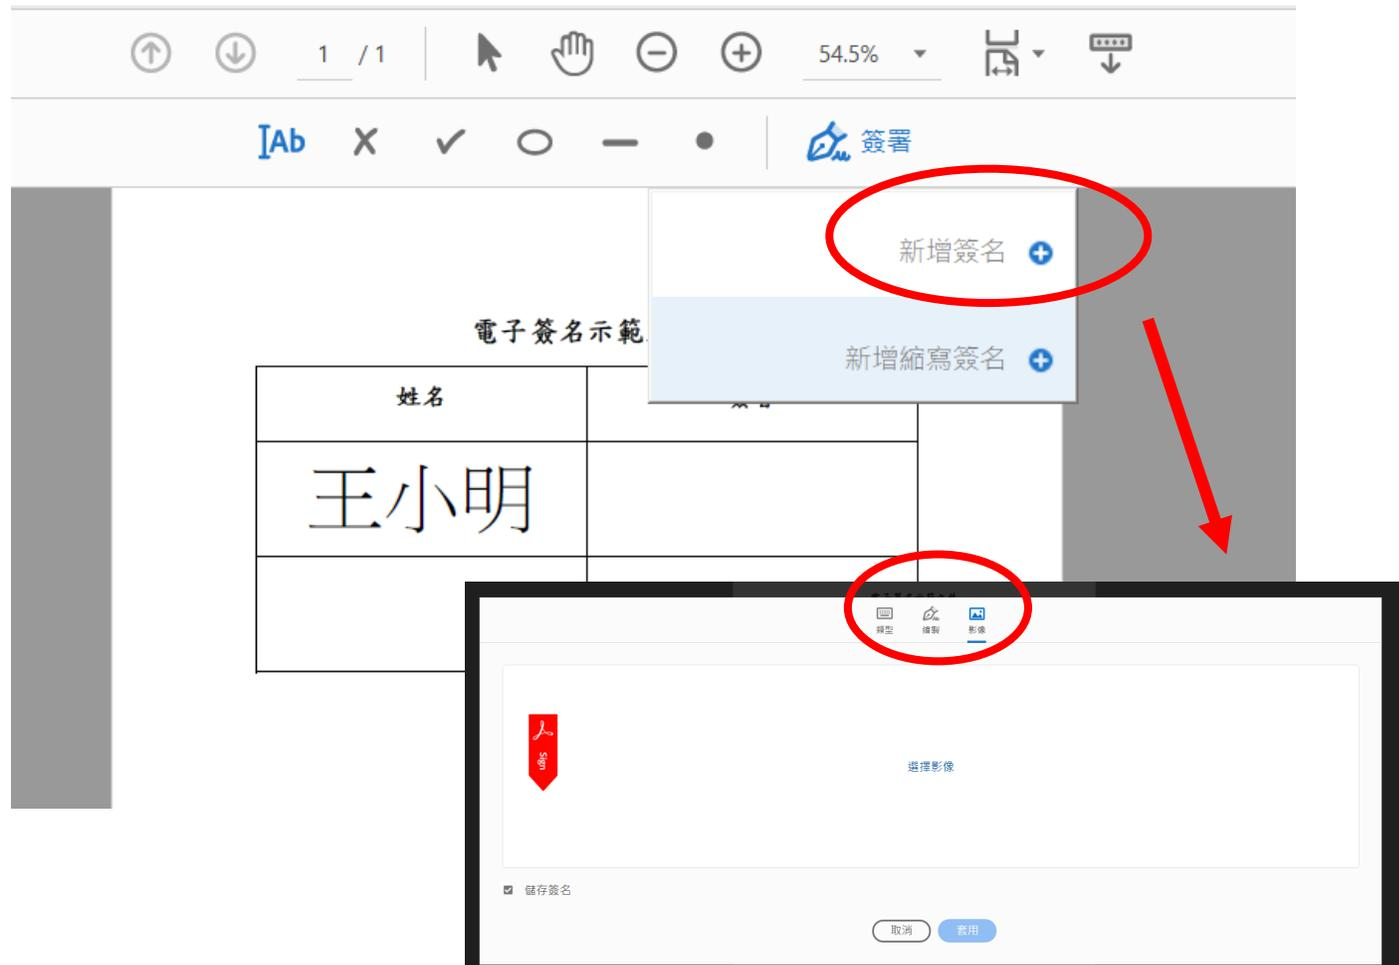 1 / 1
54.5%
Ab
簽署
新增簽名
新增縮寫簽名
電子簽名示範
姓名
王小明
類型
繪製
影像
Sign
選擇影像
儲存簽名
取消
套用